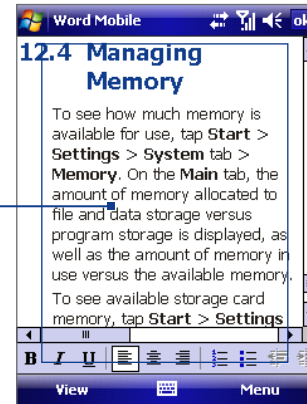 Word Mobile ok
12.4 Managing
Memory
To see how much memory is
available for use, tap Start >
Settings > System tab >
Memory. On the Main tab, the
amount of memory allocated to
file and data storage versus
program storage is displayed, as
well as the amount of memory in
use versus the available memory.
To see available storage card
memory, tap Start > Settings
B I U
View Menu